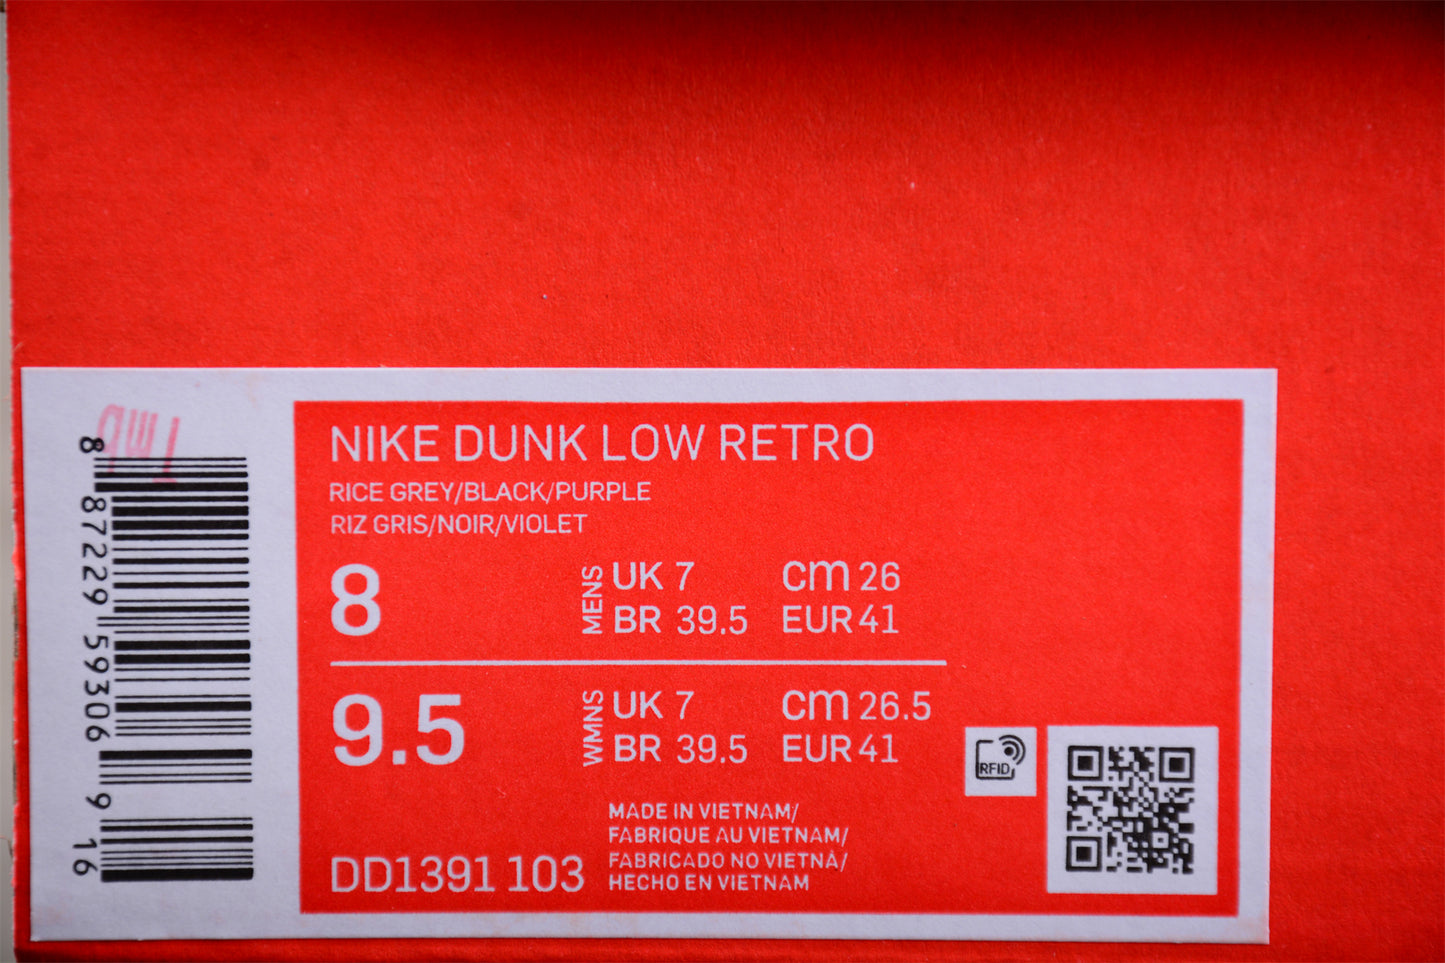 8 87229 59306 9 16
NIKE DUNK LOW RETRO
RICE GREY/BLACK/PURPLE
RIZ GRIS/NOIR/VIOLET
8
MENS
UK 7
cm 26
BR 39.5
EUR 41
9.5
WMNS
UK 7
cm 26.5
BR 39.5
EUR 41
RFID
MADE IN VIETNAM/
FABRIQUE AU VIETNAM/
FABRICADO NO VIETNÃ/
HECHO EN VIETNAM
DD1391 103